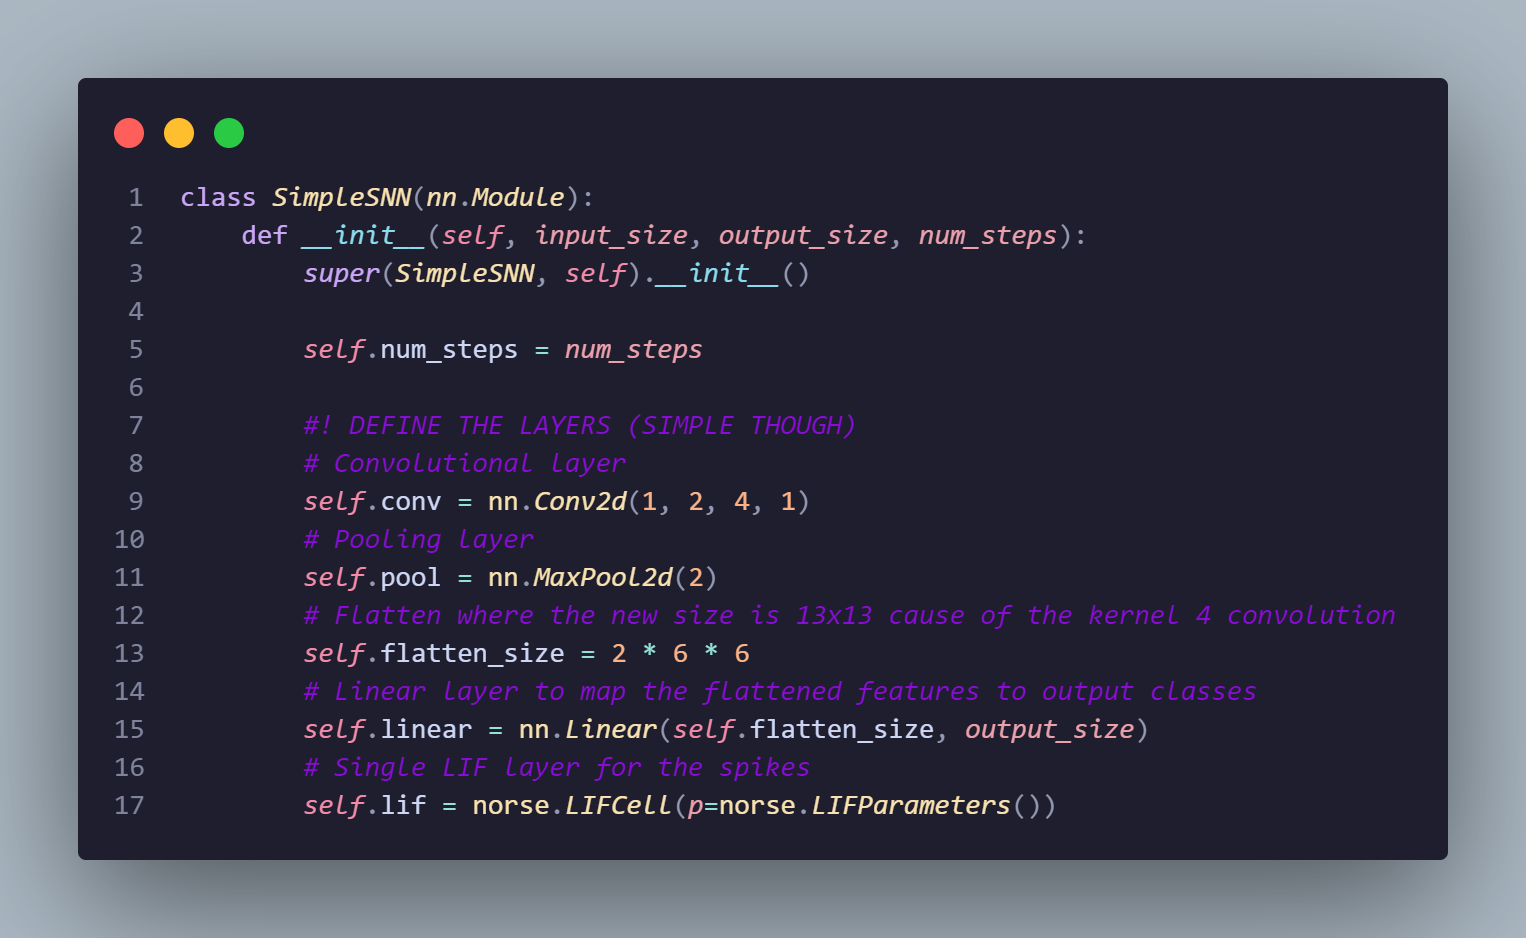 1 class SimpleSNN(nn.Module):
2     def __init__(self, input_size, output_size, num_steps):
3         super(SimpleSNN, self).__init__()
4
5         self.num_steps = num_steps
6
7         #! DEFINE THE LAYERS (SIMPLE THOUGH)
8         # Convolutional layer
9         self.conv = nn.Conv2d(1, 2, 4, 1)
10         # Pooling layer
11         self.pool = nn.MaxPool2d(2)
12         # Flatten where the new size is 13x13 cause of the kernel 4 convolution
13         self.flatten_size = 2 * 6 * 6
14         # Linear layer to map the flattened features to output classes
15         self.linear = nn.Linear(self.flatten_size, output_size)
16         # Single LIF layer for the spikes
17         self.lif = norse.LIFCell(p=norse.LIFParameters())